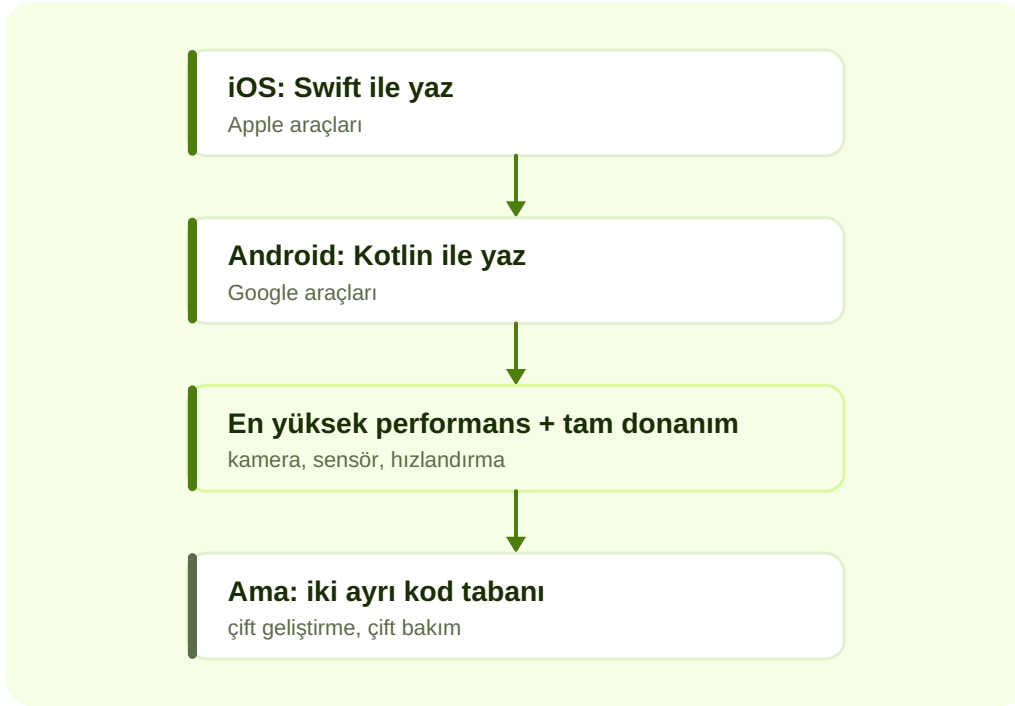 iOS: Swift ile yaz
Apple araçları
Android: Kotlin ile yaz
Google araçları
En yüksek performans + tam donanım
kamera, sensör, hızlandırma
Ama: iki ayrı kod tabanı
çift geliştirme, çift bakım